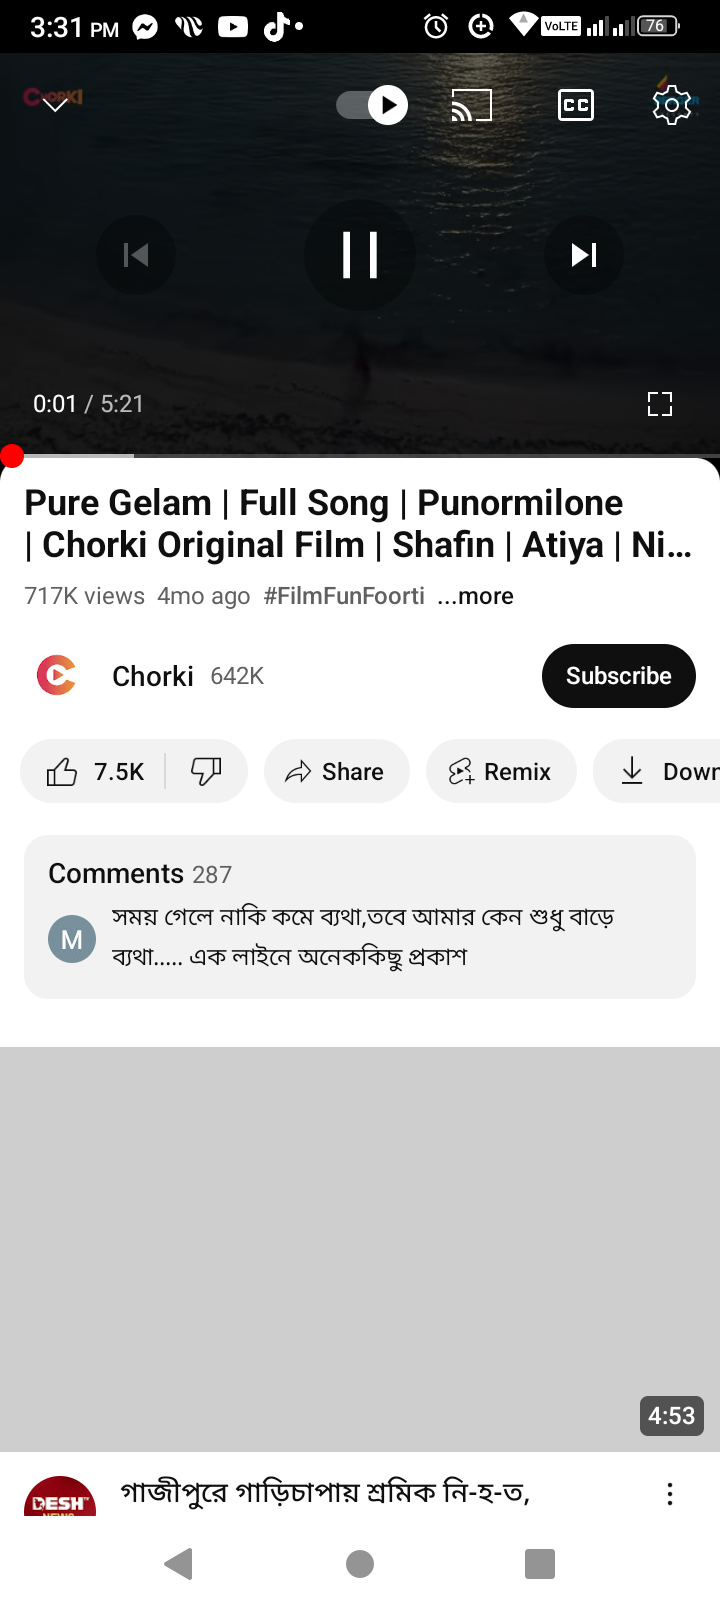 3:31 PM
VoLTE
76
CHORKI
CC
0:01 / 5:21
Pure Gelam | Full Song | Punormilone
| Chorki Original Film | Shafin | Atiya | Ni...
717K views 4mo ago #FilmFunFoorti ...more
Chorki 642K
Subscribe
7.5K
Share
Remix
Down
Comments 287
M
সময় গেলে নাকি কমে ব্যথা,তবে আমার কেন শুধু বাড়ে
ব্যথা..... এক লাইনে অনেককিছু প্রকাশ
4:53
DESH
NEWS
গাজীপুরে গাড়িচাপায় শ্রমিক নি-হ-ত,